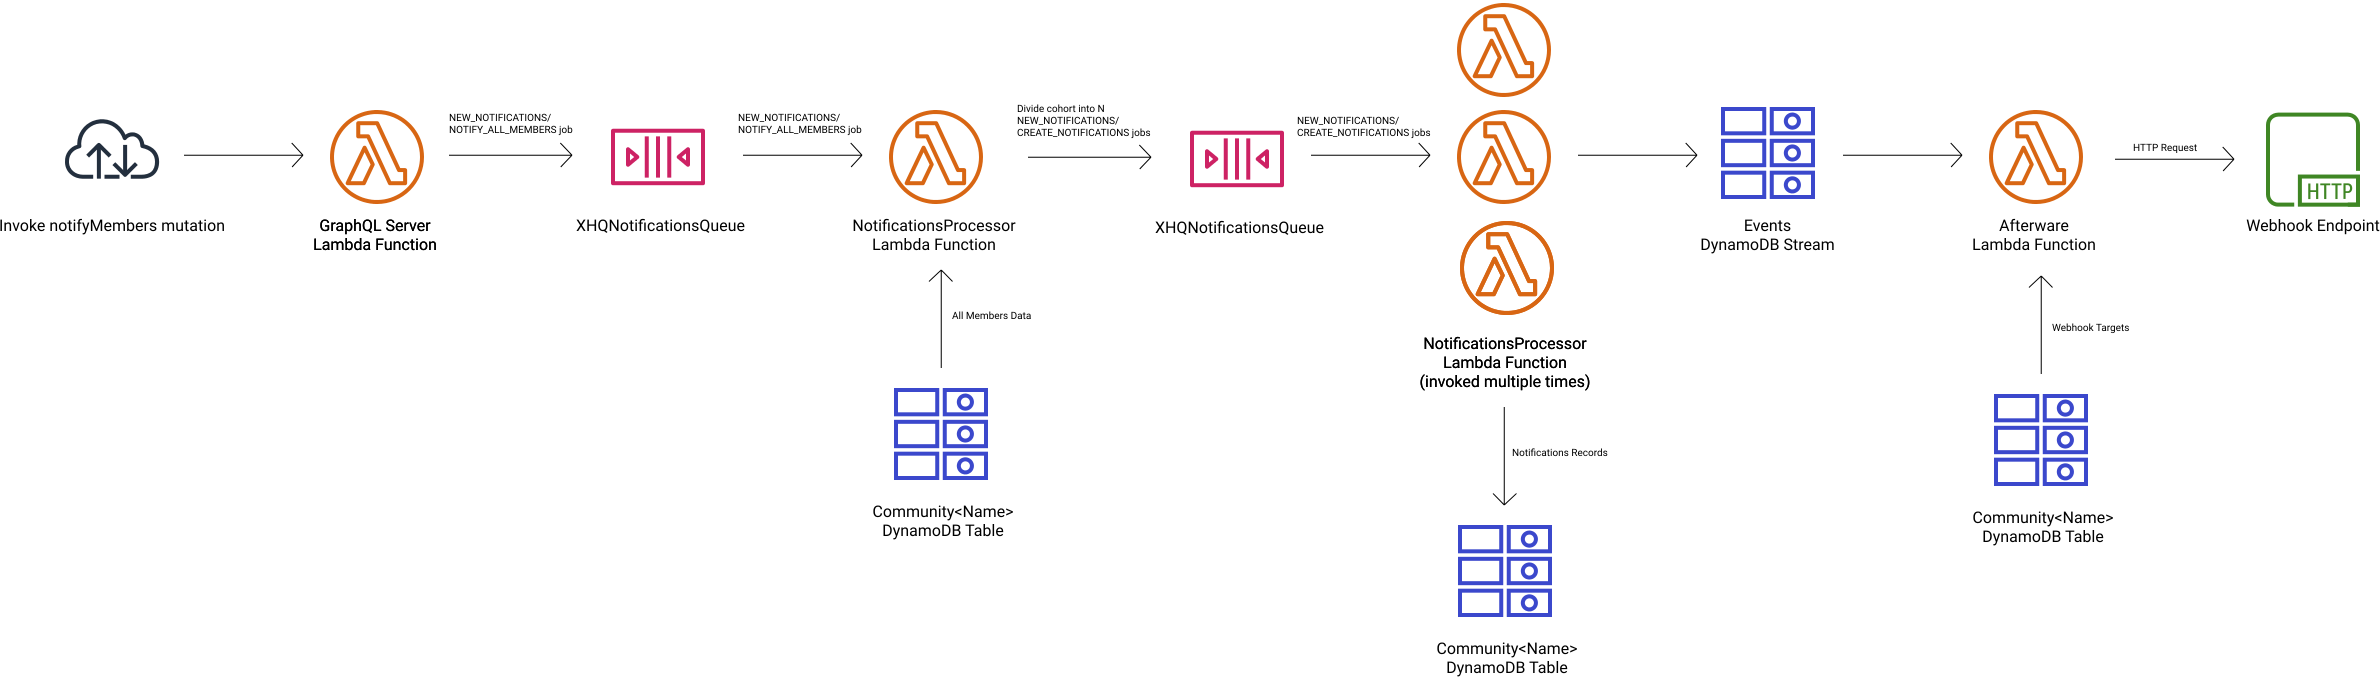 Invoke notifyMembers mutation
GraphQL Server
Lambda Function
NEW_NOTIFICATIONS/
NOTIFY_ALL_MEMBERS job
XHQNotificationsQueue
NEW_NOTIFICATIONS/
NOTIFY_ALL_MEMBERS job
NotificationsProcessor
Lambda Function
All Members Data
Community<Name>
DynamoDB Table
Divide cohort into N
NEW_NOTIFICATIONS/
CREATE_NOTIFICATIONS jobs
XHQNotificationsQueue
NEW_NOTIFICATIONS/
CREATE_NOTIFICATIONS jobs
NotificationsProcessor
Lambda Function
(invoked multiple times)
Notifications Records
Community<Name>
DynamoDB Table
Events
DynamoDB Stream
Afterware
Lambda Function
Webhook Targets
Community<Name>
DynamoDB Table
HTTP Request
HTTP
Webhook Endpoint